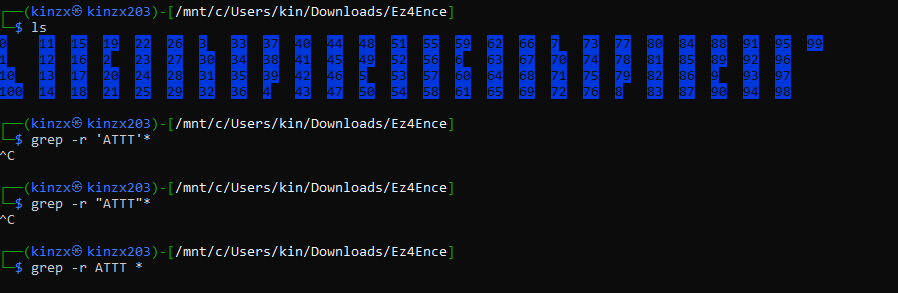 ┌──(kinzx㉿kinzx203)-[/mnt/c/Users/kin/Downloads/Ez4Ence]
└─$ ls
0 11 15 19 22 26 3 33 37 40 44 48 51 55 59 62 66 7 73 77 80 84 88 91 95 99
1 12 16 2 23 27 30 34 38 41 45 49 52 56 6 63 67 70 74 78 81 85 89 92 96
10 13 17 20 24 28 31 35 39 42 46 5 53 57 60 64 68 71 75 79 82 86 9 93 97
100 14 18 21 25 29 32 36 4 43 47 50 54 58 61 65 69 72 76 8 83 87 90 94 98
┌──(kinzx㉿kinzx203)-[/mnt/c/Users/kin/Downloads/Ez4Ence]
└─$ grep -r 'ATTT'*
^C
┌──(kinzx㉿kinzx203)-[/mnt/c/Users/kin/Downloads/Ez4Ence]
└─$ grep -r "ATTT"*
^C
┌──(kinzx㉿kinzx203)-[/mnt/c/Users/kin/Downloads/Ez4Ence]
└─$ grep -r ATTT *